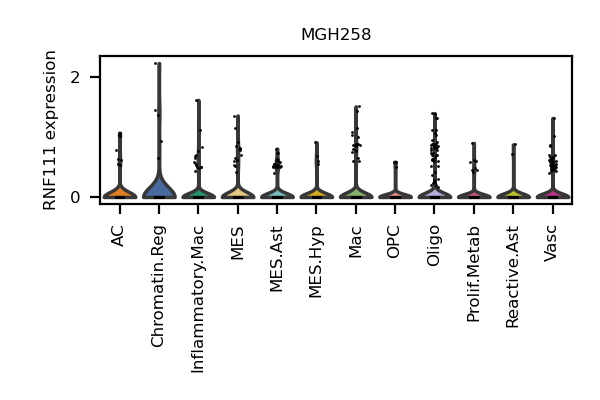 MGH258
RNF111 expression
2
0
AC
Chromatin.Reg
Inflammatory.Mac
MES
MES.Ast
MES.Hyp
Mac
OPC
Oligo
Prolif.Metab
Reactive.Ast
Vasc